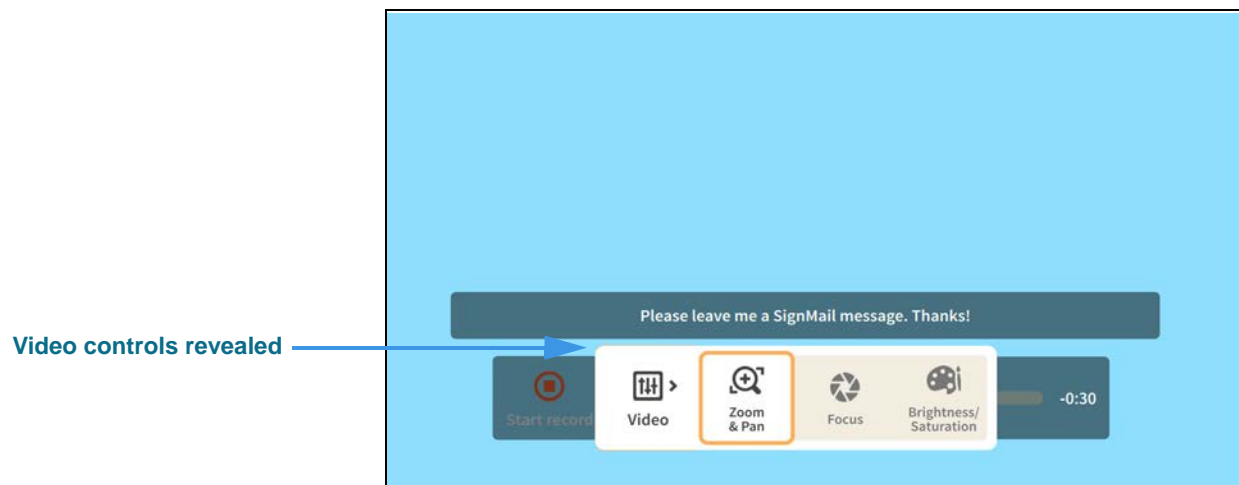 Please leave me a SignMail message. Thanks!
Video controls revealed
Start record
Video
Zoom
& Pan
Focus
Brightness/
Saturation
-0:30